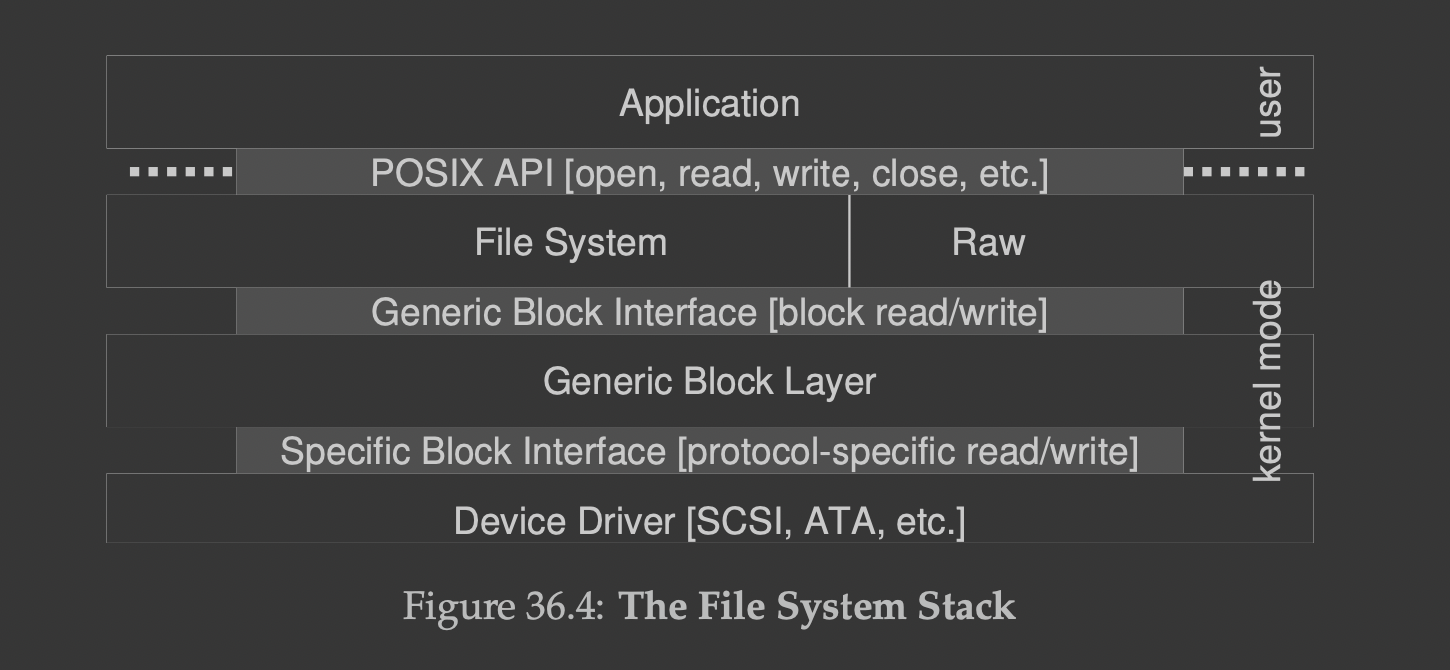 Application
user
POSIX API [open, read, write, close, etc.]
File System
Raw
Generic Block Interface [block read/write]
Generic Block Layer
kernel mode
Specific Block Interface [protocol-specific read/write]
Device Driver [SCSI, ATA, etc.]
Figure 36.4: The File System Stack